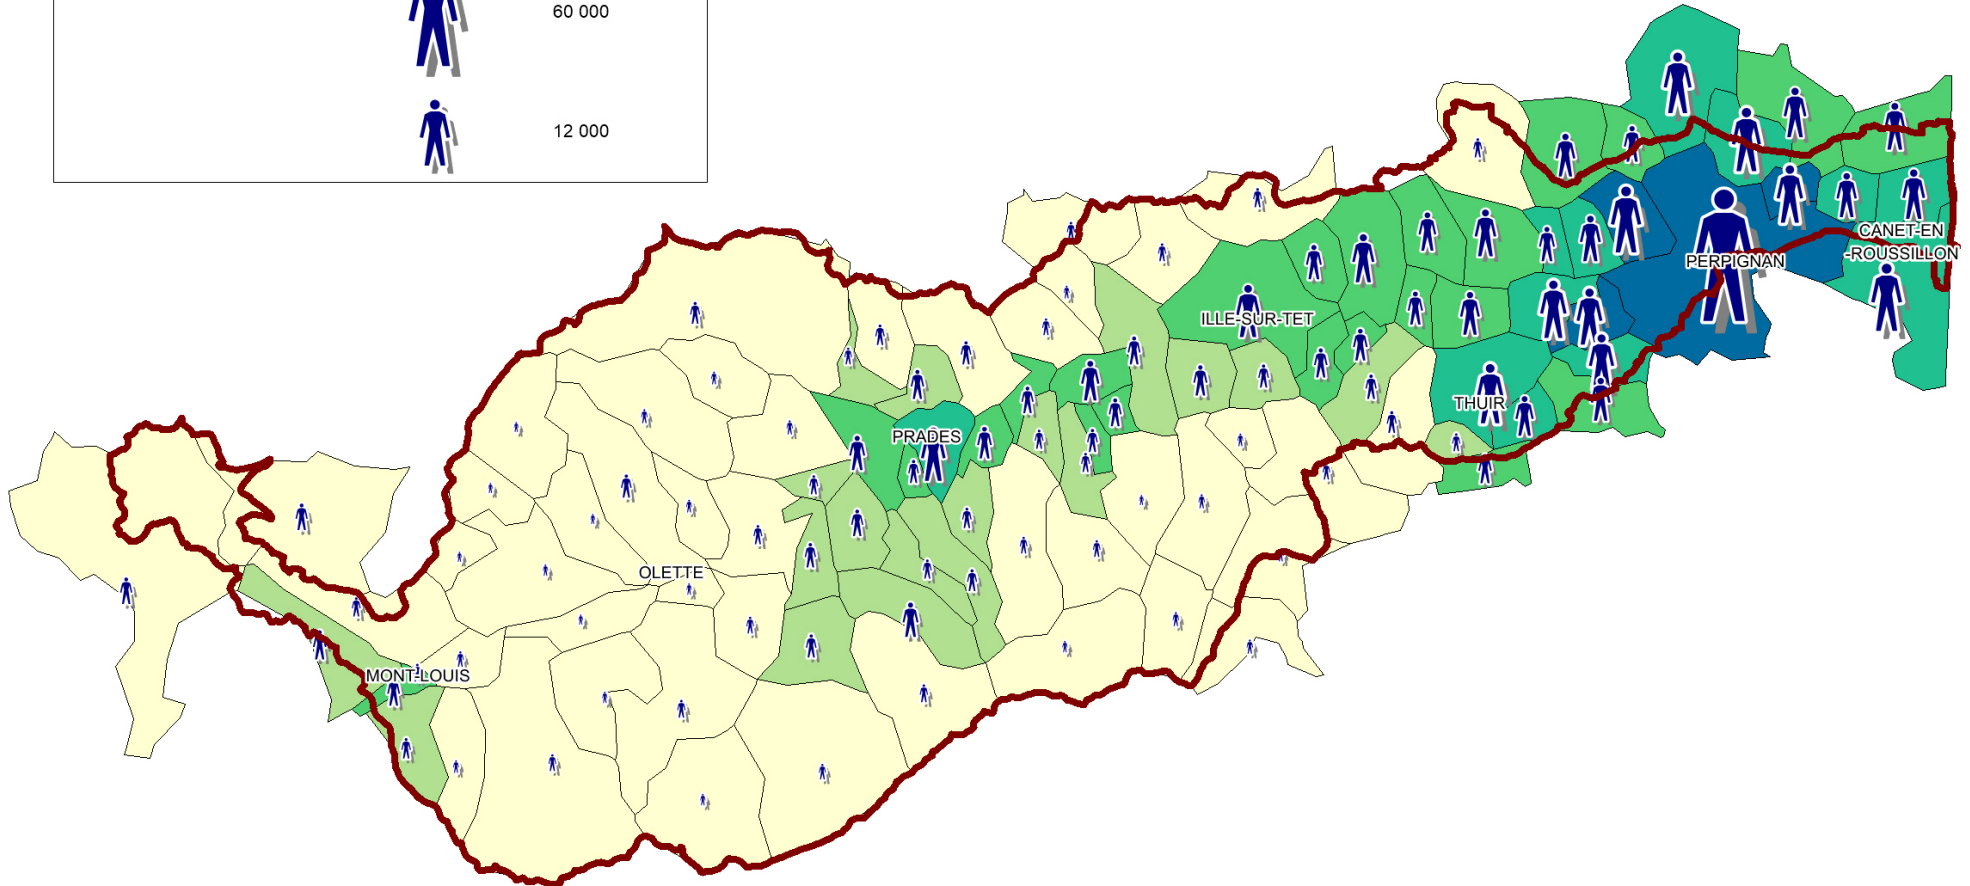 60 000
12 000
CANET-EN
-ROUSSILLON
PERPIGNAN
ILLE-SUR-TET
THUIR
PRADES
OLETTE
MONT-LOUIS